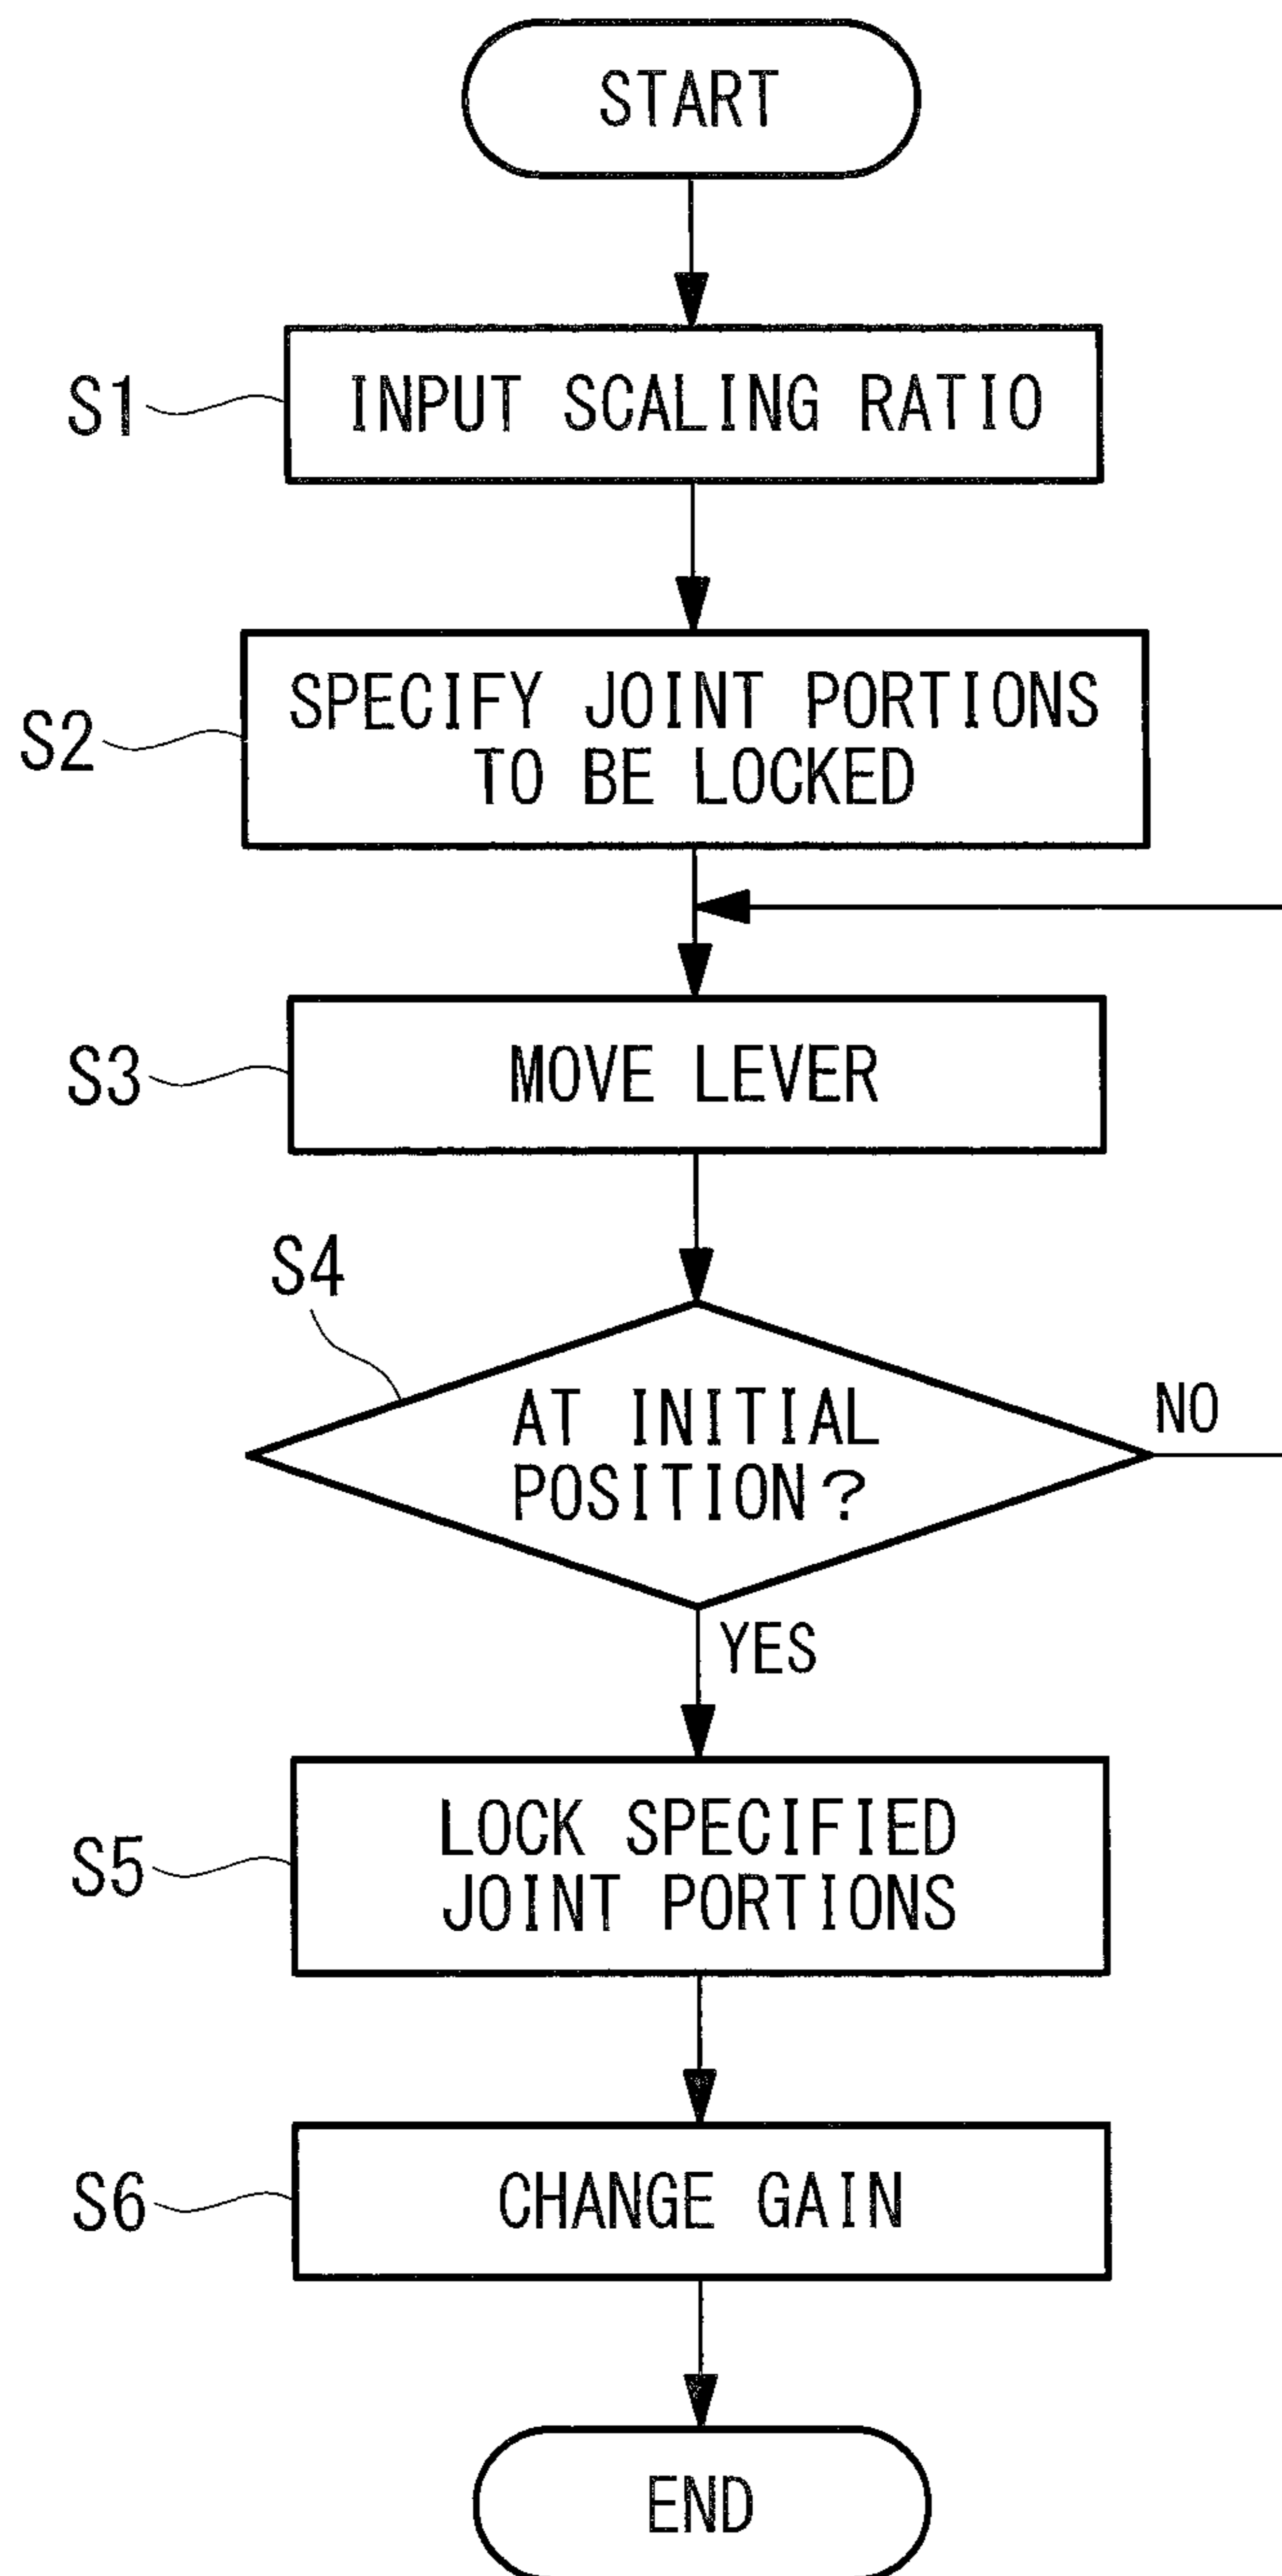 START
S1
INPUT SCALING RATIO
S2
SPECIFY JOINT PORTIONS
TO BE LOCKED
S3
MOVE LEVER
S4
AT INITIAL
POSITION?
NO
YES
S5
LOCK SPECIFIED
JOINT PORTIONS
S6
CHANGE GAIN
END